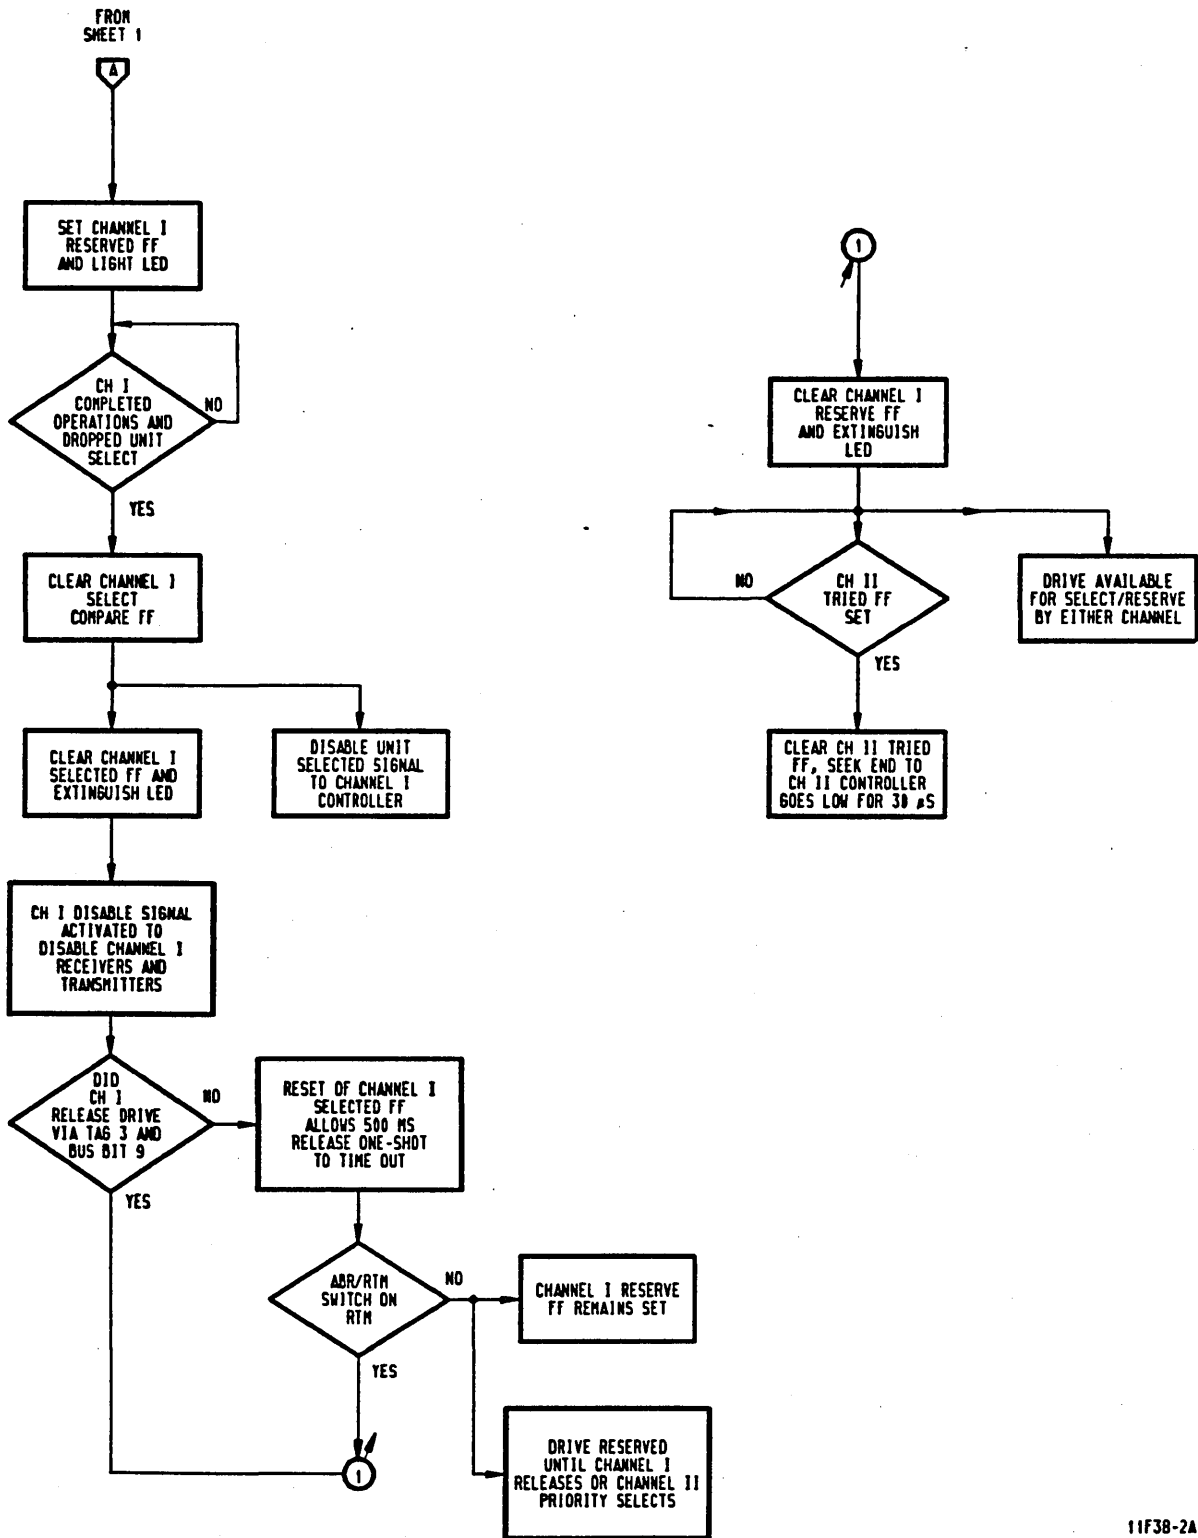 FROM
SHEET 1
A
SET CHANNEL I
RESERVED FF
AND LIGHT LED
CH I
COMPLETED
OPERATIONS AND
DROPPED UNIT
SELECT
NO
YES
CLEAR CHANNEL I
SELECT
COMPARE FF
CLEAR CHANNEL I
SELECTED FF AND
EXTINGUISH LED
DISABLE UNIT
SELECTED SIGNAL
TO CHANNEL I
CONTROLLER
CH I DISABLE SIGNAL
ACTIVATED TO
DISABLE CHANNEL I
RECEIVERS AND
TRANSMITTERS
DID
CH I
RELEASE DRIVE
VIA TAG 3 AND
BUS BIT 9
NO
YES
RESET OF CHANNEL I
SELECTED FF
ALLOWS 500 MS
RELEASE ONE-SHOT
TO TIME OUT
ABR/RTM
SWITCH ON
RTM
NO
YES
CHANNEL I RESERVE
FF REMAINS SET
DRIVE RESERVED
UNTIL CHANNEL I
RELEASES OR CHANNEL II
PRIORITY SELECTS
1
1
CLEAR CHANNEL I
RESERVE FF
AND EXTINGUISH
LED
CH II
TRIED FF
SET
NO
YES
DRIVE AVAILABLE
FOR SELECT/RESERVE
BY EITHER CHANNEL
CLEAR CH II TRIED
FF, SEEK END TO
CH II CONTROLLER
GOES LOW FOR 30 µS
11F38-2A